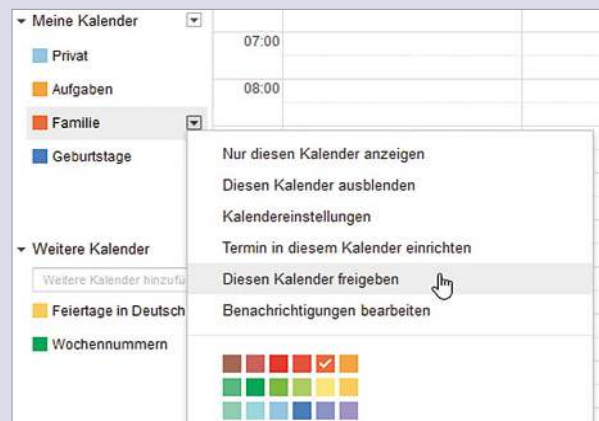 Meine Kalender
Privat
Aufgaben
Familie
Geburtstage
Weitere Kalender
Weitere Kalender hinzufü
Feiertage in Deutsch
Wochennummern
07:00
08:00
Nur diesen Kalender anzeigen
Diesen Kalender ausblenden
Kalendereinstellungen
Termin in diesem Kalender einrichten
Diesen Kalender freigeben
Benachrichtigungen bearbeiten